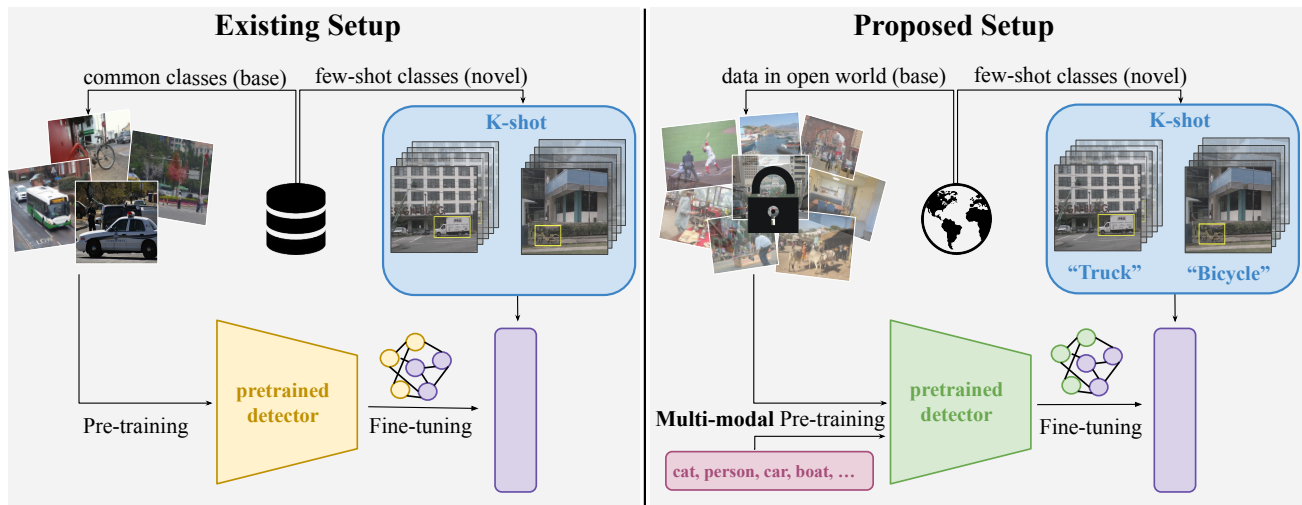 Existing Setup
common classes (base)
few-shot classes (novel)
K-shot
pretrained
detector
Pre-training
Fine-tuning
Proposed Setup
data in open world (base)
few-shot classes (novel)
K-shot
“Truck”
“Bicycle”
pretrained
detector
Multi-modal Pre-training
Fine-tuning
cat, person, car, boat, …